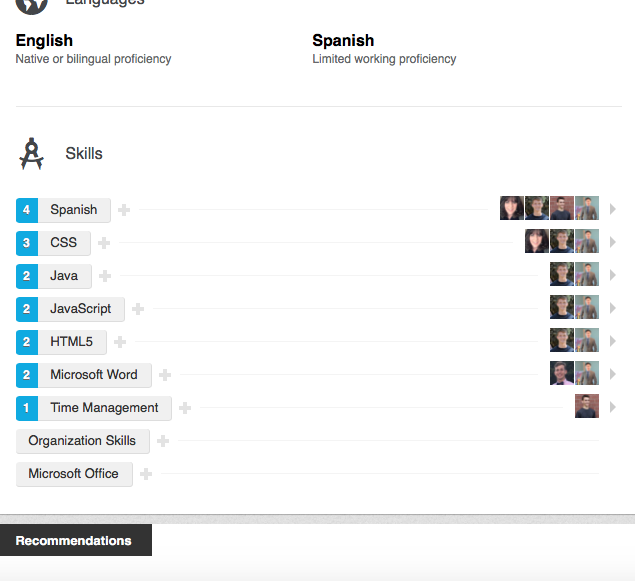 Languages
English Spanish
Native or bilingual proficiency Limited working proficiency
Skills
4 Spanish
3 CSS
2 Java
2 JavaScript
2 HTML5
2 Microsoft Word
1 Time Management
Organization Skills
Microsoft Office
Recommendations